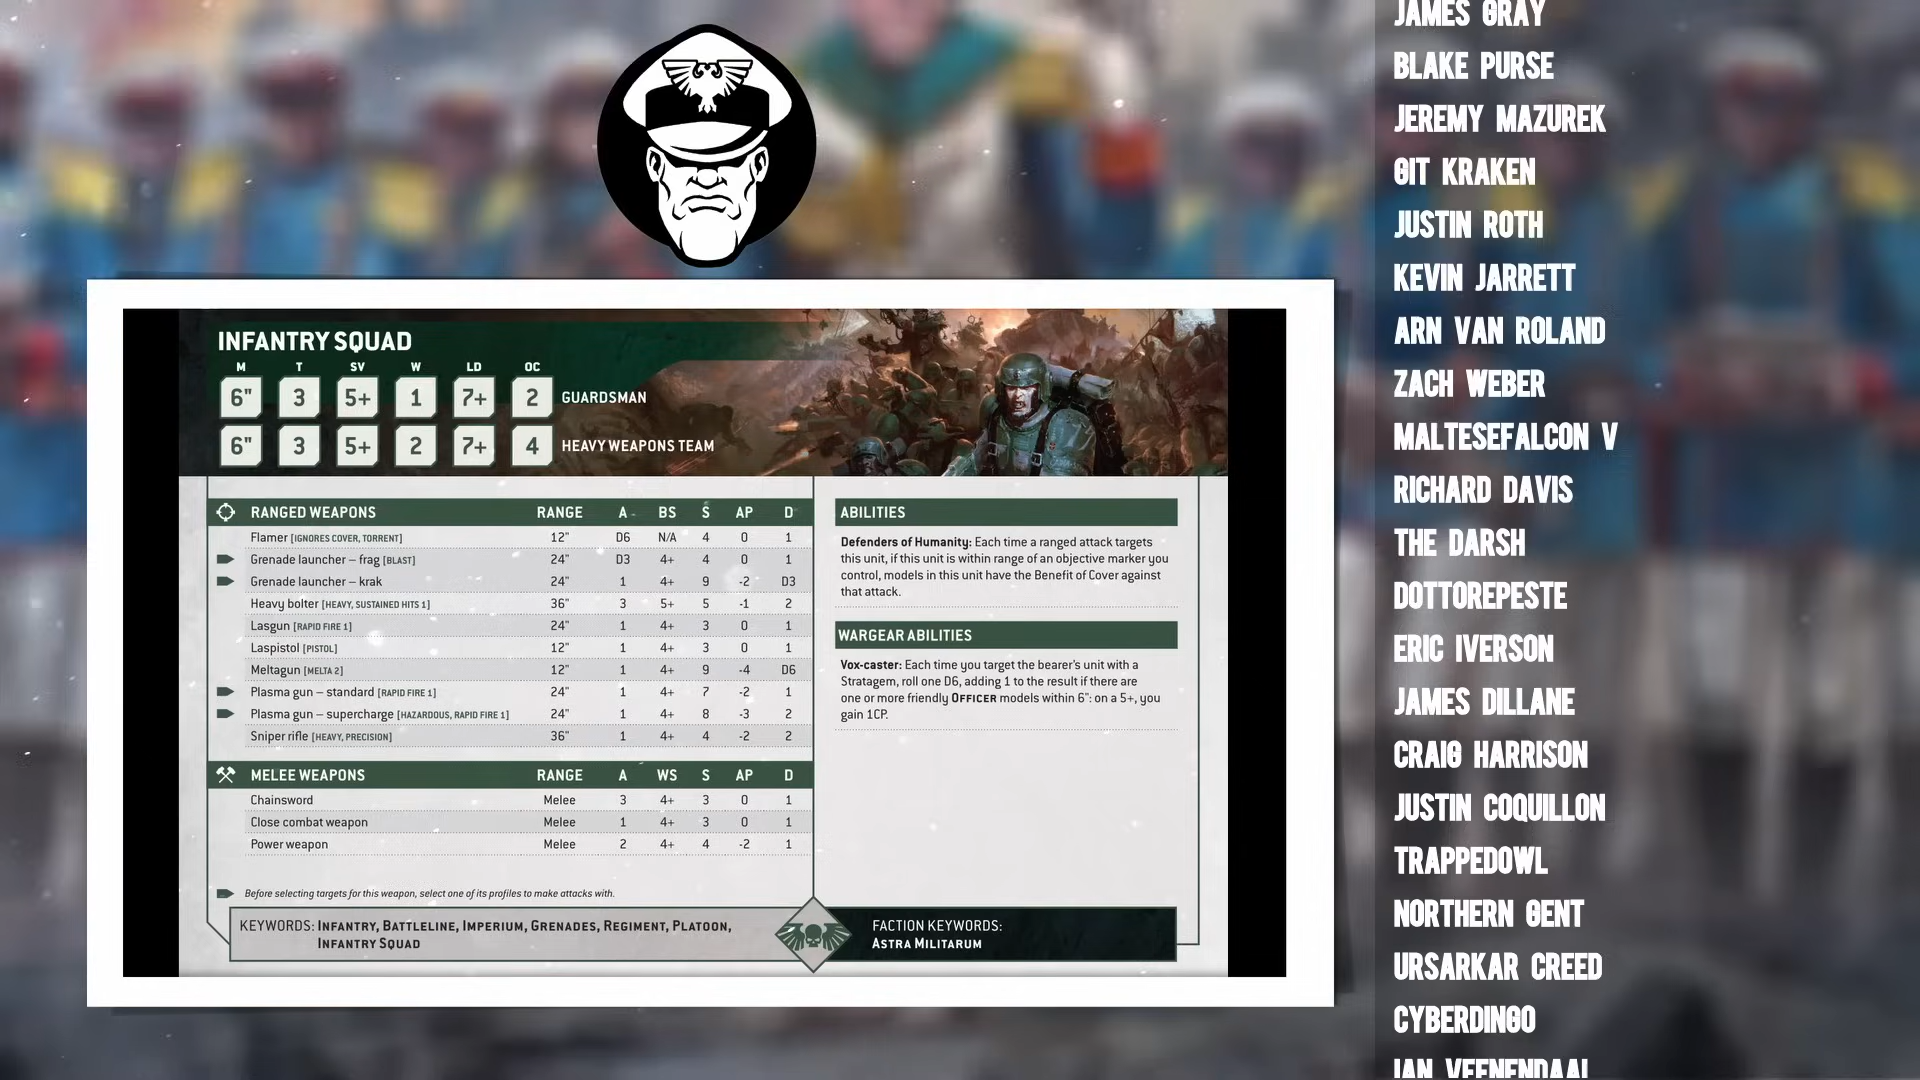 INFANTRY SQUAD
M T SV W LD OC
6" 3 5+ 1 7+ 2 GUARDSMAN
6" 3 5+ 2 7+ 4 HEAVY WEAPONS TEAM
RANGED WEAPONS RANGE A BS S AP D
Flamer [IGNORES COVER, TORRENT] 12" D6 N/A 4 0 1
Grenade launcher – frag [BLAST] 24" D3 4+ 4 0 1
Grenade launcher – krak 24" 1 4+ 9 -2 D3
Heavy bolter [HEAVY, SUSTAINED HITS 1] 36" 3 5+ 5 -1 2
Lasgun [RAPID FIRE 1] 24" 1 4+ 3 0 1
Laspistol [PISTOL] 12" 1 4+ 3 0 1
Meltagun [MELTA 2] 12" 1 4+ 9 -4 D6
Plasma gun – standard [RAPID FIRE 1] 24" 1 4+ 7 -2 1
Plasma gun – supercharge [HAZARDOUS, RAPID FIRE 1] 24" 1 4+ 8 -3 2
Sniper rifle [HEAVY, PRECISION] 36" 1 4+ 4 -2 2
MELEE WEAPONS RANGE A WS S AP D
Chainsword Melee 3 4+ 3 0 1
Close combat weapon Melee 1 4+ 3 0 1
Power weapon Melee 2 4+ 4 -2 1
Before selecting targets for this weapon, select one of its profiles to make attacks with.
ABILITIES
Defenders of Humanity: Each time a ranged attack targets
this unit, if this unit is within range of an objective marker you
control, models in this unit have the Benefit of Cover against
that attack.
WARGEAR ABILITIES
Vox-caster: Each time you target the bearer's unit with a
Stratagem, roll one D6, adding 1 to the result if there are
one or more friendly OFFICER models within 6": on a 5+, you
gain 1CP.
KEYWORDS: INFANTRY, BATTLELINE, IMPERIUM, GRENADES, REGIMENT, PLATOON,
INFANTRY SQUAD
FACTION KEYWORDS:
ASTRA MILITARUM
JAMES GRAY
BLAKE PURSE
JEREMY MAZUREK
GIT KRAKEN
JUSTIN ROTH
KEVIN JARRETT
ARN VAN ROLAND
ZACH WEBER
MALTESEFALCON V
RICHARD DAVIS
THE DARSH
DOTTOREPESTE
ERIC IVERSON
JAMES DILLANE
CRAIG HARRISON
JUSTIN COQUILLON
TRAPPEDOWL
NORTHERN GENT
URSARKAR CREED
CYBERDINGO
IAN VEENENDAAL